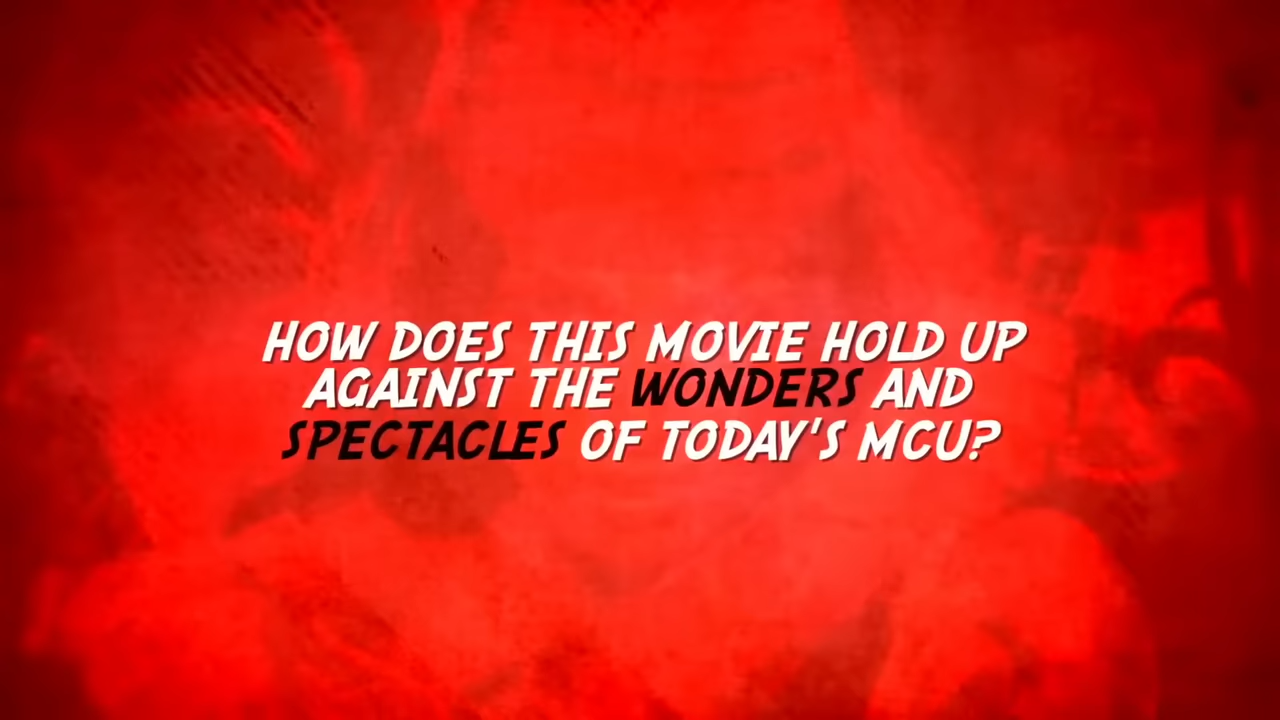 HOW DOES THIS MOVIE HOLD UP
AGAINST THE WONDERS AND
SPECTACLES OF TODAY'S MCU?